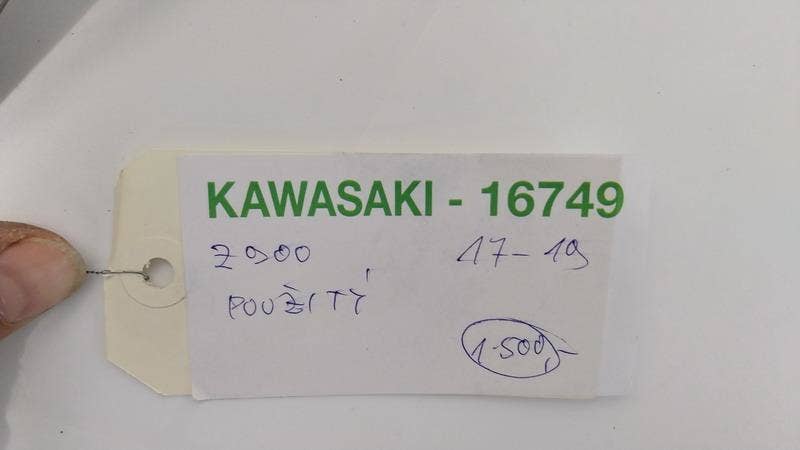 KAWASAKI - 16749
Z900 17-19
POUŽITÝ
1.500,-